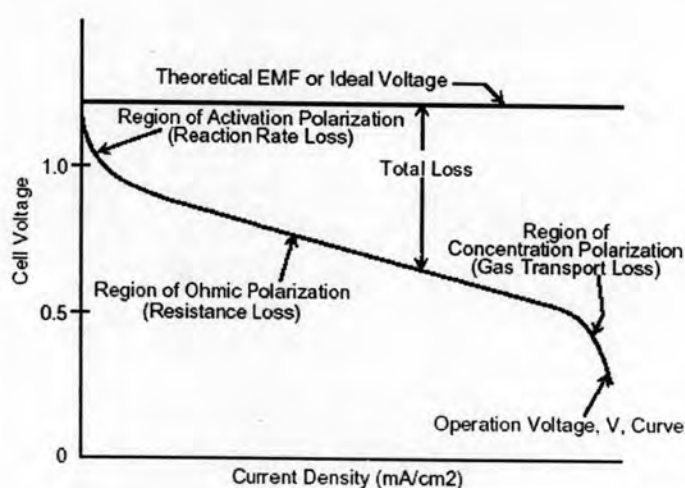 Theoretical EMF or Ideal Voltage
Region of Activation Polarization
(Reaction Rate Loss)
1.0
Total Loss
Cell Voltage
Region of
Concentration Polarization
(Gas Transport Loss)
Region of Ohmic Polarization
(Resistance Loss)
0.5
Operation Voltage, V, Curve
0
Current Density (mA/cm2)